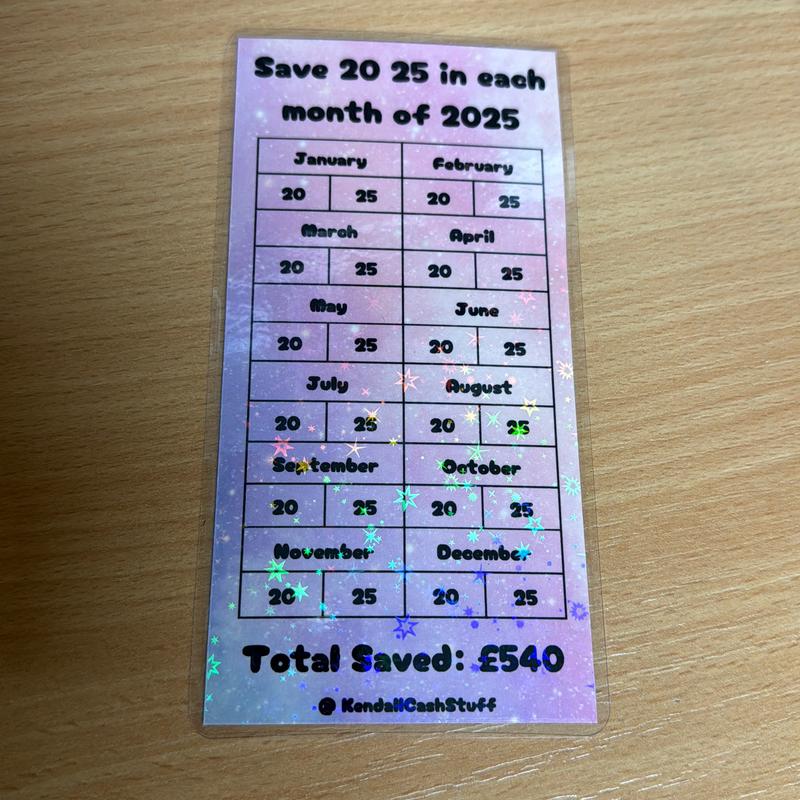 Save 20 25 in each
month of 2025
January February
20 25 20 25
March April
20 25 20 25
May June
20 25 20 25
July August
20 25 20 25
September October
20 25 20 25
November December
20 25 20 25
Total Saved: £540
@ KendallCashStuff